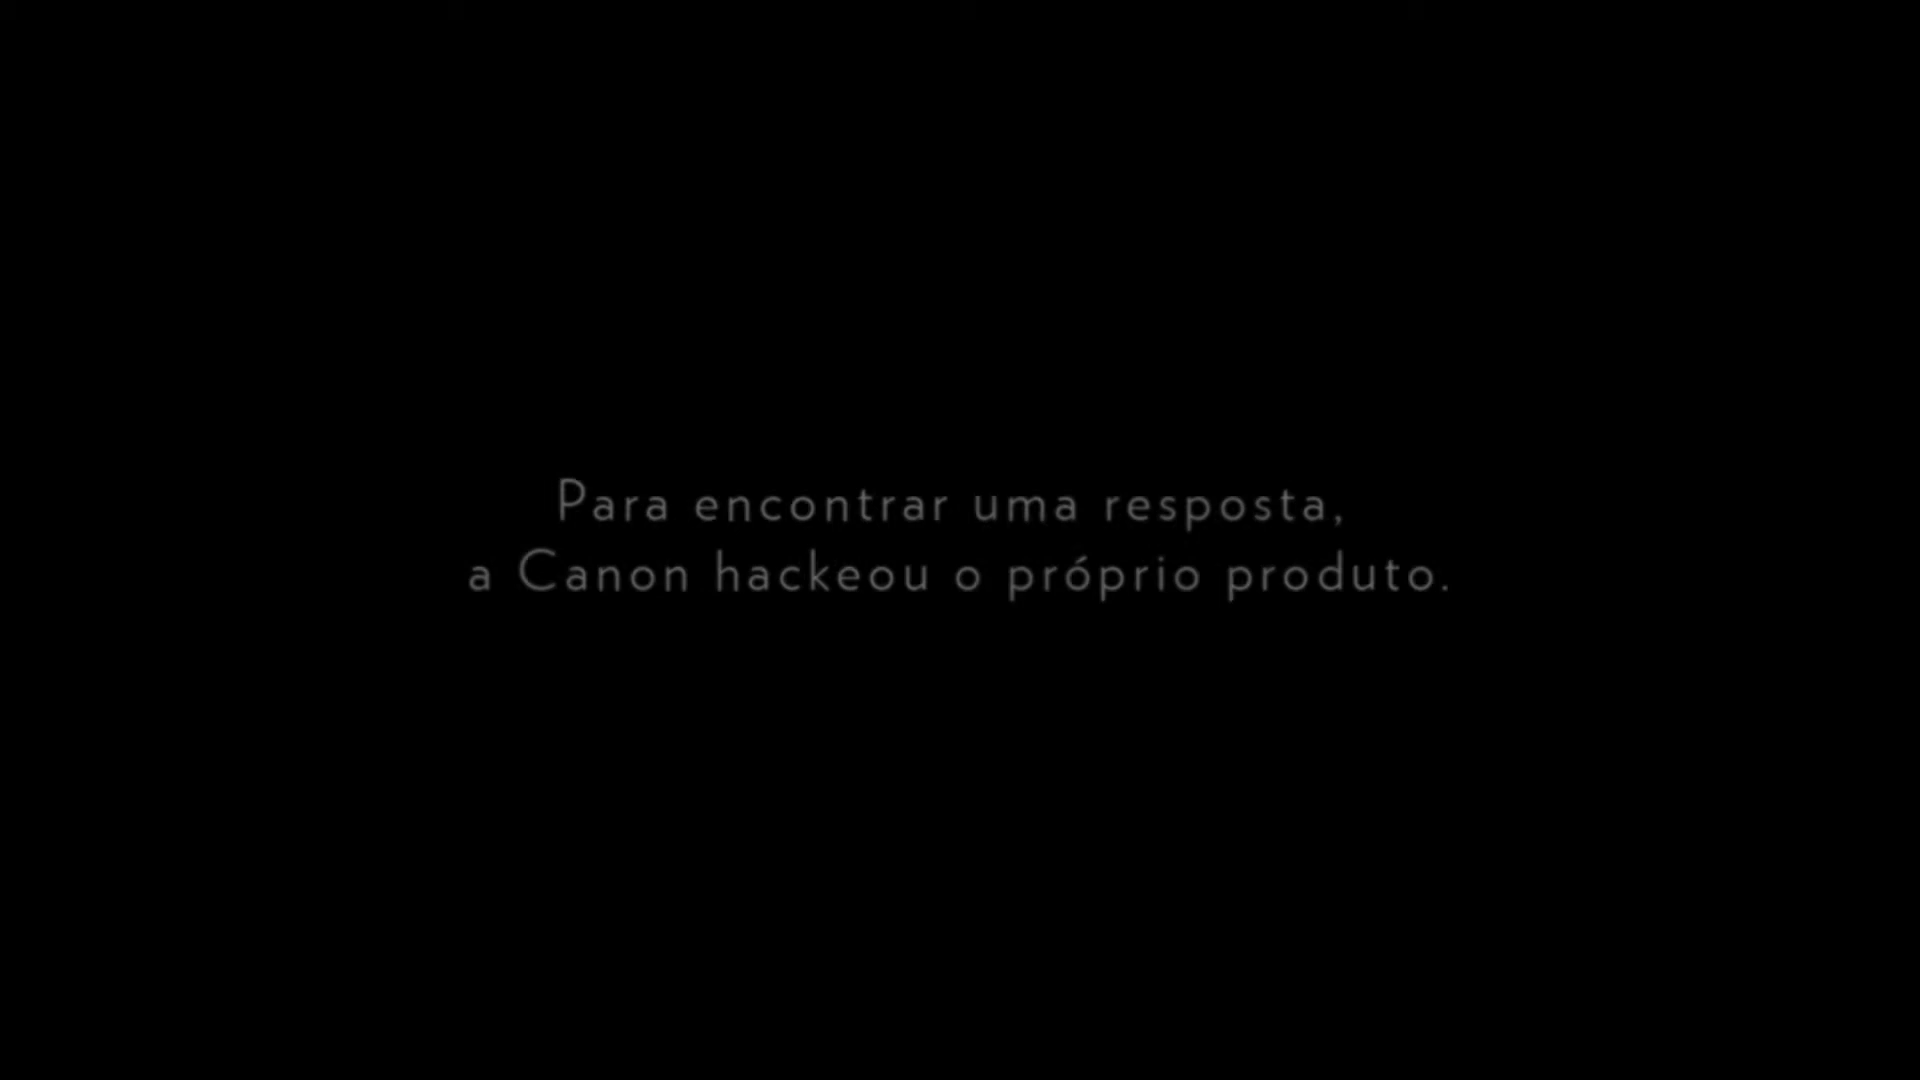 Para encontrar uma resposta,
a Canon hackeou o próprio produto.